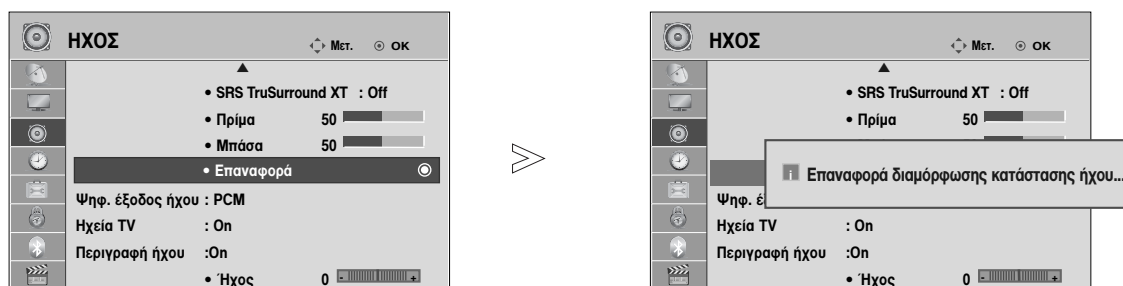 ΗΧΟΣ Μετ. OK
• SRS TruSurround XT : Off
• Πρίμα 50
• Μπάσα 50
• Επαναφορά
Ψηφ. έξοδος ήχου : PCM
Ηχεία TV : On
Περιγραφή ήχου :On
• Ήχος 0 - +
ΗΧΟΣ Μετ. OK
• SRS TruSurround XT : Off
• Πρίμα 50
i Επαναφορά διαμόρφωσης κατάστασης ήχου...
Ψηφ. έ
Ηχεία TV : On
Περιγραφή ήχου :On
• Ήχος 0 - +